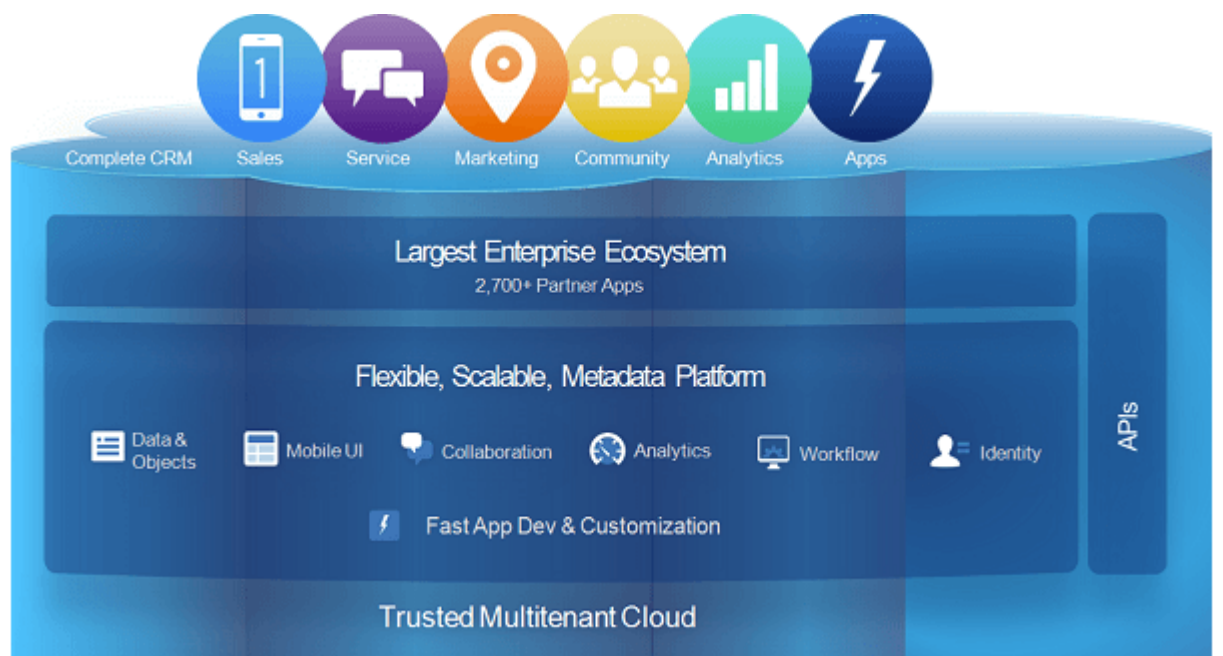 1
Complete CRM
Sales
Service
Marketing
Community
Analytics
Apps
Largest Enterprise Ecosystem
2,700+ Partner Apps
Flexible, Scalable, Metadata Platform
Data &
Objects
Mobile UI
Collaboration
Analytics
Workflow
Identity
Fast App Dev & Customization
APIs
Trusted Multitenant Cloud